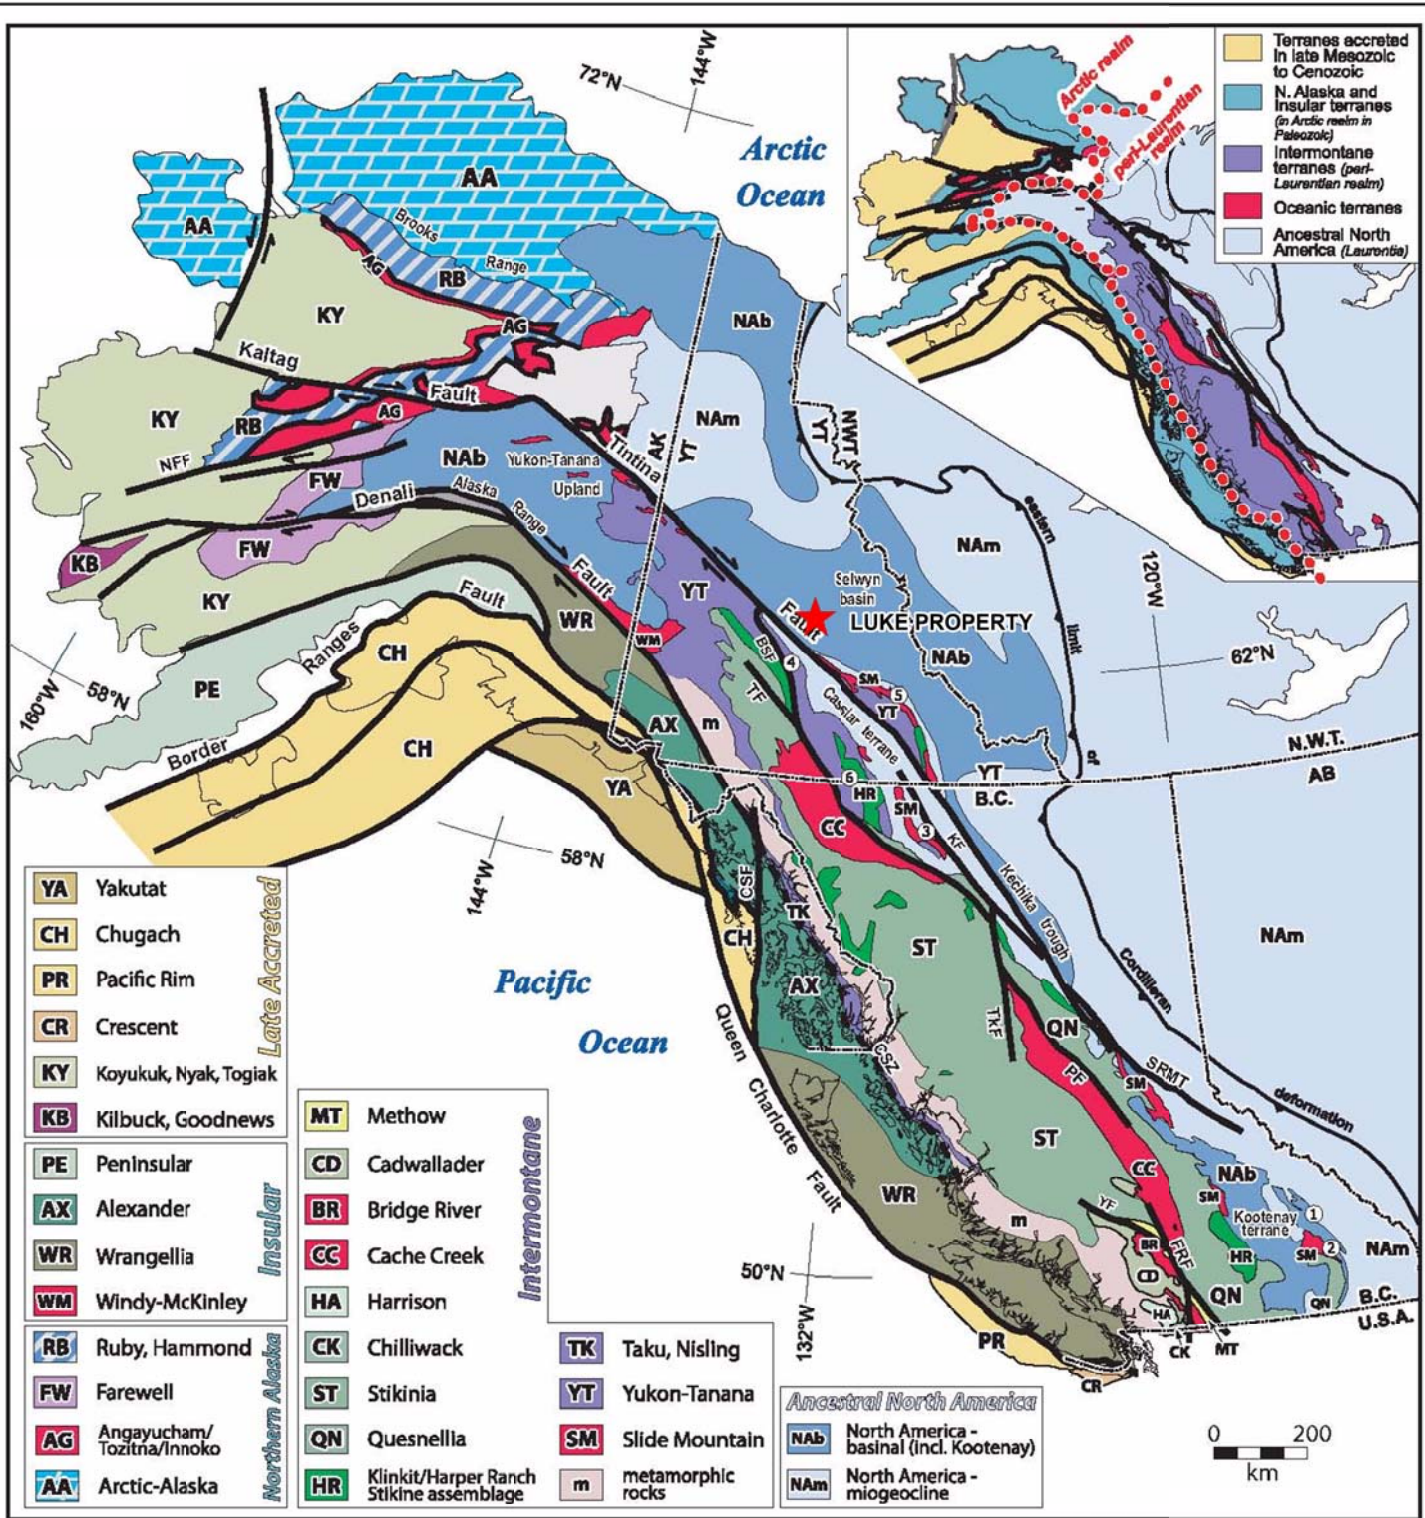 72°N
144°W
Arctic
Ocean
Arctic realm
peri-Laurentian
realm
Terranes accreted
in late Mesozoic
to Cenozoic
N. Alaska and
Insular terranes
(in Arctic realm in
Paleozoic)
Intermontane
terranes (peri-
Laurentian realm)
Oceanic terranes
Ancestral North
America (Laurentia)
AA
AA
Brooks
Range
AG
RB
KY
AG
NAb
Kaltag
Fault
NAm
AK
YT
NWT
YT
KY
RB
AG
NFF
FW
NAb
Yukon-Tanana
Upland
Tintina
Denali
Alaska
Range
Fault
eastern
NAm
120°W
KB
FW
KY
Fault
WR
WM
YT
Selwyn
basin
Fault
LUKE PROPERTY
NAb
limit
62°N
160°W
58°N
PE
Ranges
CH
BSF
4
TF
SM
5
YT
Cassiar terrane
AX
m
Border
CH
YA
of
N.W.T.
AB
YT
B.C.
6
HR
SM
3
CC
KF
Kechika trough
144°W
58°N
CSF
TK
CH
ST
NAm
AX
Pacific
Ocean
Queen Charlotte Fault
CSZ
TkF
QN
PF
SM
SRMT
Cordilleran
deformation
ST
CC
WR
m
YF
NAb
SM
Kootenay
terrane
1
SM
2
NAm
BR
CD
FRF
HR
QN
QN
HA
B.C.
U.S.A.
50°N
132°W
PR
CR
CK
MT
YA Yakutat
CH Chugach
PR Pacific Rim
CR Crescent
KY Koyukuk, Nyak, Togiak
KB Kilbuck, Goodnews
Late Accreted
PE Peninsular
AX Alexander
WR Wrangellia
WM Windy-McKinley
Insular
RB Ruby, Hammond
FW Farewell
AG Angayucham/
Tozitna/Innoko
AA Arctic-Alaska
Northern Alaska
MT Methow
CD Cadwallader
BR Bridge River
CC Cache Creek
HA Harrison
CK Chilliwack
ST Stikinia
QN Quesnellia
HR Klinkit/Harper Ranch
Stikine assemblage
Intermontane
TK Taku, Nisling
YT Yukon-Tanana
SM Slide Mountain
m metamorphic
rocks
Ancestral North America
NAb North America -
basinal (incl. Kootenay)
NAm North America -
miogeocline
0 200
km